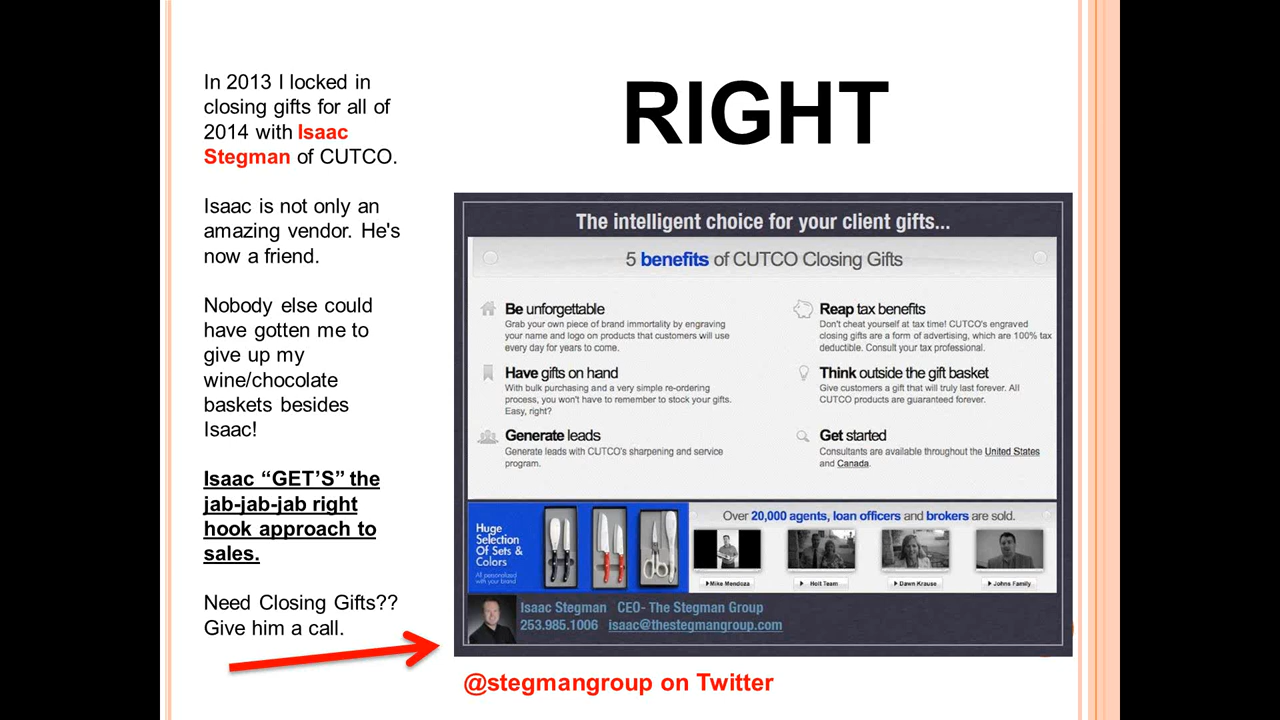 In 2013 I locked in
closing gifts for all of
2014 with Isaac
Stegman of CUTCO.
Isaac is not only an
amazing vendor. He's
now a friend.
Nobody else could
have gotten me to
give up my
wine/chocolate
baskets besides
Isaac!
Isaac “GET’S” the
jab-jab-jab right
hook approach to
sales.
Need Closing Gifts??
Give him a call.
RIGHT
The intelligent choice for your client gifts...
5 benefits of CUTCO Closing Gifts
Be unforgettable
Grab your own piece of brand immortality by engraving
your name and logo on products that customers will use
every day for years to come.
Have gifts on hand
With bulk purchasing and a very simple re-ordering
process, you won't have to remember to stock your gifts.
Easy, right?
Generate leads
Generate leads with CUTCO's sharpening and service
program.
Reap tax benefits
Don't cheat yourself at tax time! CUTCO's engraved
closing gifts are a form of advertising, which are 100% tax
deductible. Consult your tax professional.
Think outside the gift basket
Give customers a gift that will truly last forever. All
CUTCO products are guaranteed forever.
Get started
Consultants are available throughout the United States
and Canada.
Huge
Selection
Of Sets &
Colors
All personalized
with your brand
Over 20,000 agents, loan officers and brokers are sold.
Mike Mendoza
Holt Team
Dawn Krause
Johns Family
Isaac Stegman CEO- The Stegman Group
253.985.1006 isaac@thestegmangroup.com
@stegmangroup on Twitter